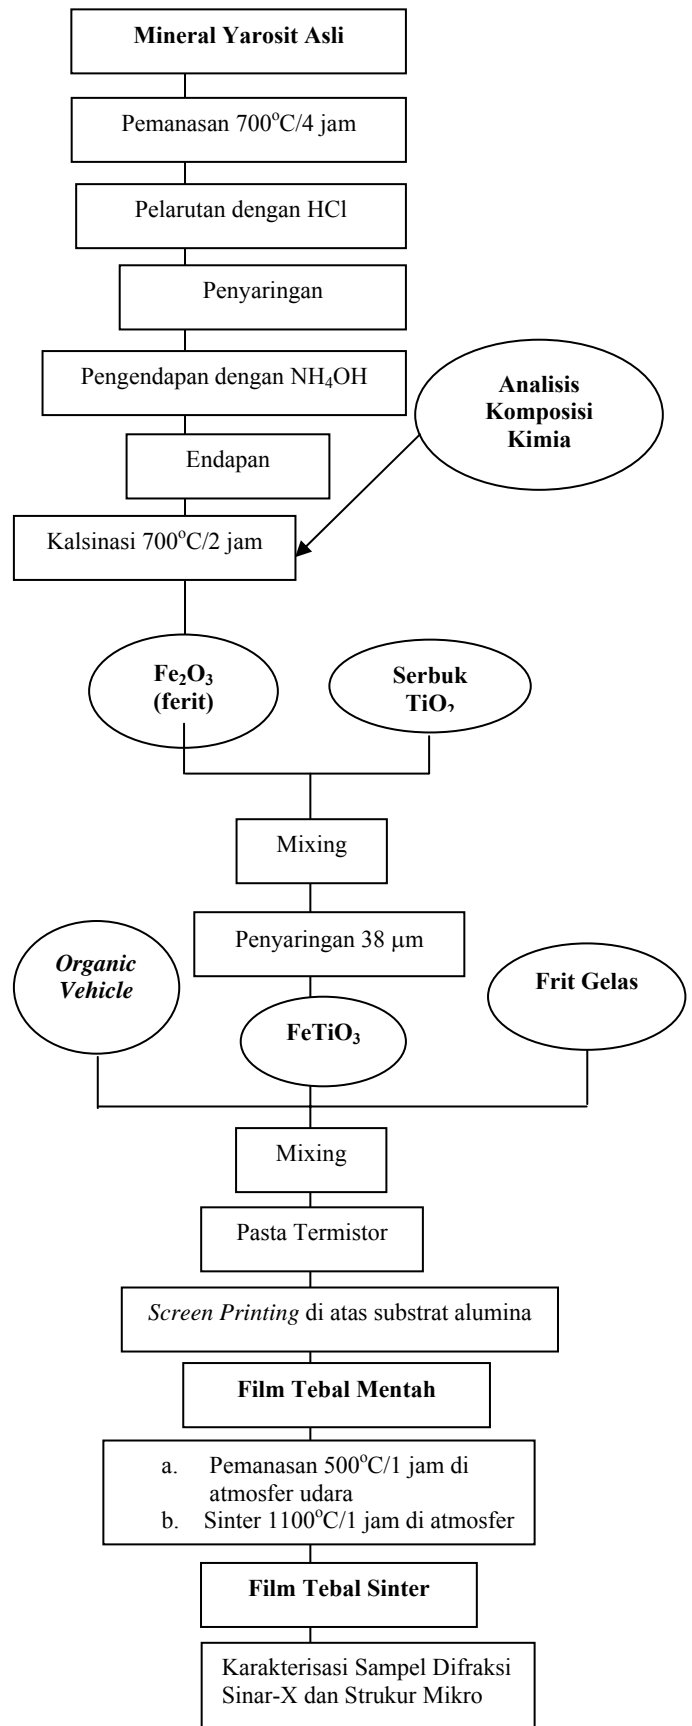 Mineral Yarosit Asli
Pemanasan 700°C/4 jam
Pelarutan dengan HCl
Penyaringan
Pengendapan dengan NH₄OH
Analisis
Komposisi
Kimia
Endapan
Kalsinasi 700°C/2 jam
Fe₂O₃
(ferit)
Serbuk
TiO₂
Mixing
Penyaringan 38 μm
Organic
Vehicle
Frit Gelas
FeTiO₃
Mixing
Pasta Termistor
Screen Printing di atas substrat alumina
Film Tebal Mentah
a. Pemanasan 500°C/1 jam di
atmosfer udara
b. Sinter 1100°C/1 jam di atmosfer
Film Tebal Sinter
Karakterisasi Sampel Difraksi
Sinar-X dan Strukur Mikro